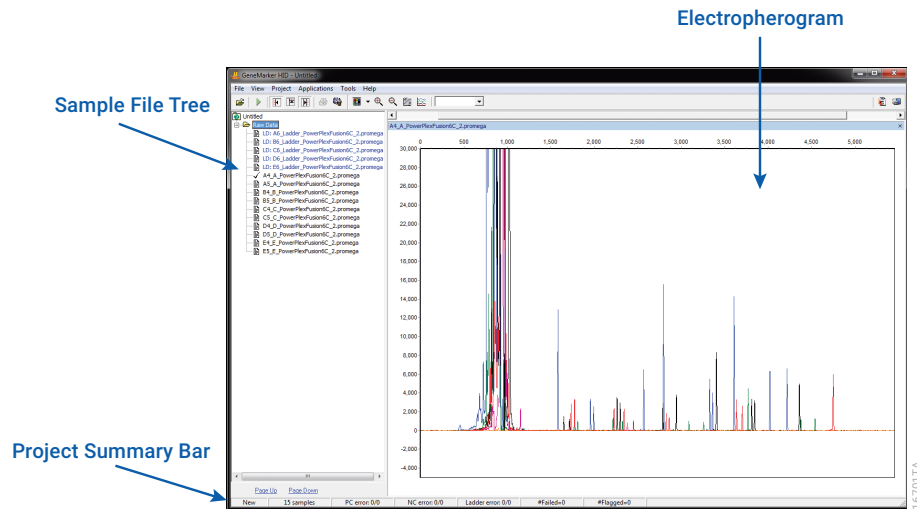 Electropherogram
Sample File Tree
Project Summary Bar
GeneMarker HID - Untitled
File View Project Applications Tools Help
Untitled
Raw Data
LD: A6_Ladder_PowerPlexFusion6C_2.promega
LD: B6_Ladder_PowerPlexFusion6C_2.promega
LD: C6_Ladder_PowerPlexFusion6C_2.promega
LD: D6_Ladder_PowerPlexFusion6C_2.promega
LD: E6_Ladder_PowerPlexFusion6C_2.promega
A4_A_PowerPlexFusion6C_2.promega
A5_A_PowerPlexFusion6C_2.promega
B4_B_PowerPlexFusion6C_2.promega
B5_B_PowerPlexFusion6C_2.promega
C4_C_PowerPlexFusion6C_2.promega
C5_C_PowerPlexFusion6C_2.promega
D4_D_PowerPlexFusion6C_2.promega
D5_D_PowerPlexFusion6C_2.promega
E4_E_PowerPlexFusion6C_2.promega
E5_E_PowerPlexFusion6C_2.promega
Page Up Page Down
A4_A_PowerPlexFusion6C_2.promega
0 500 1,000 1,500 2,000 2,500 3,000 3,500 4,000 4,500 5,000
30,000
28,000
26,000
24,000
22,000
20,000
18,000
16,000
14,000
12,000
10,000
8,000
6,000
4,000
2,000
0
-2,000
-4,000
New 15 samples PC error: 0/0 NC error: 0/0 Ladder error: 0/0 #Failed=0 #Flagged=0